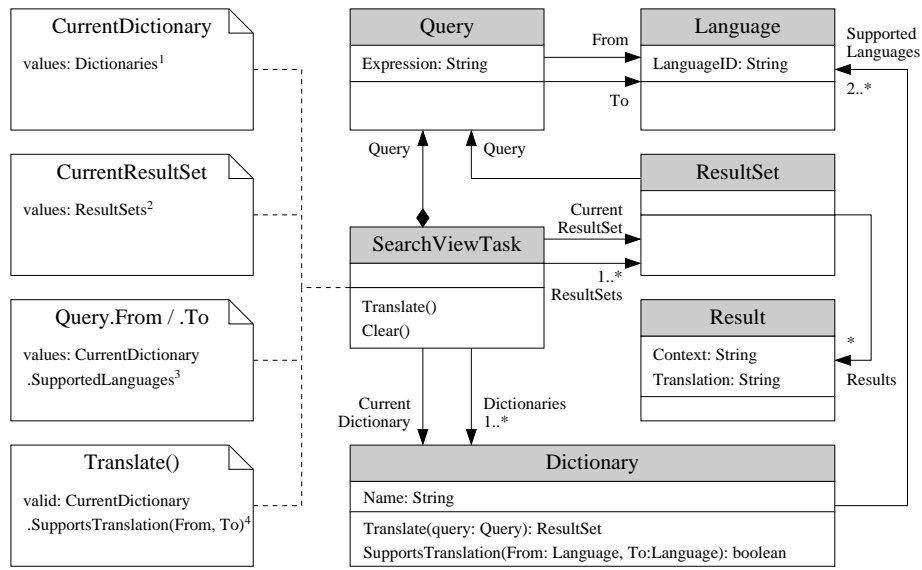 CurrentDictionary
values: Dictionaries¹
CurrentResultSet
values: ResultSets²
Query.From / .To
values: CurrentDictionary
.SupportedLanguages³
Translate()
valid: CurrentDictionary
.SupportsTranslation(From, To)⁴
Query
Expression: String
From
To
Language
LanguageID: String
Supported
Languages
2..*
Query
Query
ResultSet
SearchViewTask
Translate()
Clear()
Current
ResultSet
1..*
ResultSets
Result
Context: String
Translation: String
*
Results
Current
Dictionary
Dictionaries
1..*
Dictionary
Name: String
Translate(query: Query): ResultSet
SupportsTranslation(From: Language, To:Language): boolean